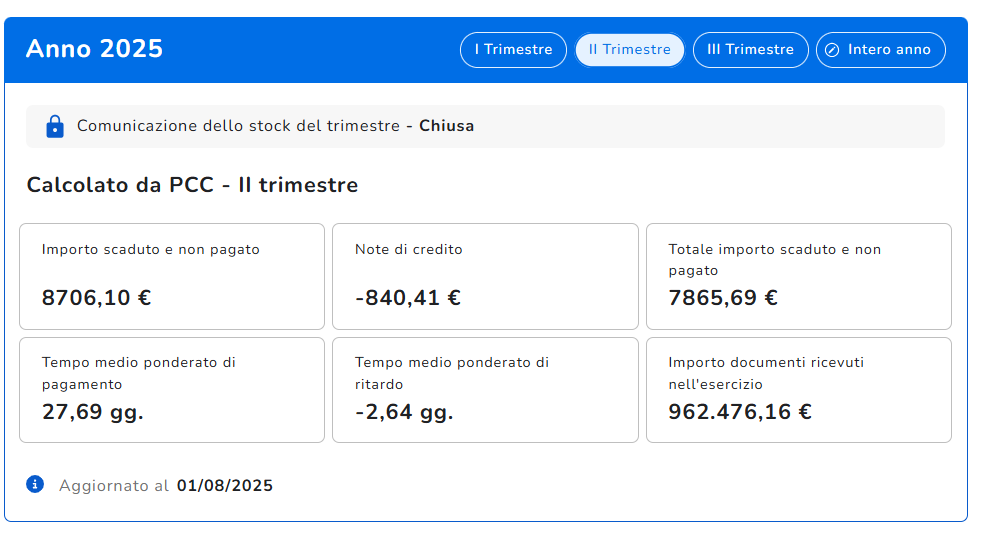 Anno 2025
I Trimestre
II Trimestre
III Trimestre
Intero anno
Comunicazione dello stock del trimestre - Chiusa
Calcolato da PCC - II trimestre
Importo scaduto e non pagato
8706,10 €
Note di credito
-840,41 €
Totale importo scaduto e non
pagato
7865,69 €
Tempo medio ponderato di
pagamento
27,69 gg.
Tempo medio ponderato di
ritardo
-2,64 gg.
Importo documenti ricevuti
nell'esercizio
962.476,16 €
Aggiornato al 01/08/2025